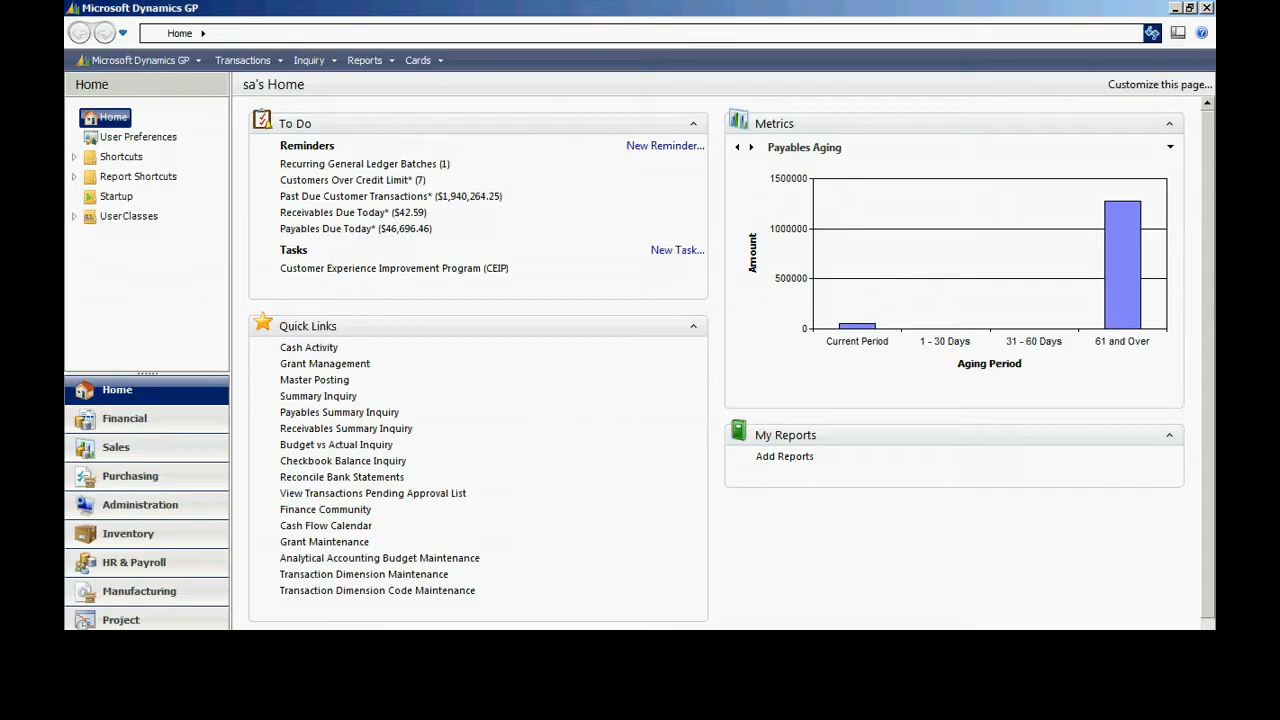 Microsoft Dynamics GP
Home
Microsoft Dynamics GP Transactions Inquiry Reports Cards
Home
sa's Home
Customize this page...
Home
User Preferences
Shortcuts
Report Shortcuts
Startup
UserClasses
Home
Financial
Sales
Purchasing
Administration
Inventory
HR & Payroll
Manufacturing
Project
To Do
Reminders
New Reminder...
Recurring General Ledger Batches (1)
Customers Over Credit Limit* (7)
Past Due Customer Transactions* ($1,940,264.25)
Receivables Due Today* ($42.59)
Payables Due Today* ($46,696.46)
Tasks
New Task...
Customer Experience Improvement Program (CEIP)
Quick Links
Cash Activity
Grant Management
Master Posting
Summary Inquiry
Payables Summary Inquiry
Receivables Summary Inquiry
Budget vs Actual Inquiry
Checkbook Balance Inquiry
Reconcile Bank Statements
View Transactions Pending Approval List
Finance Community
Cash Flow Calendar
Grant Maintenance
Analytical Accounting Budget Maintenance
Transaction Dimension Maintenance
Transaction Dimension Code Maintenance
Metrics
Payables Aging
1500000
1000000
500000
0
Amount
Current Period 1 - 30 Days 31 - 60 Days 61 and Over
Aging Period
My Reports
Add Reports